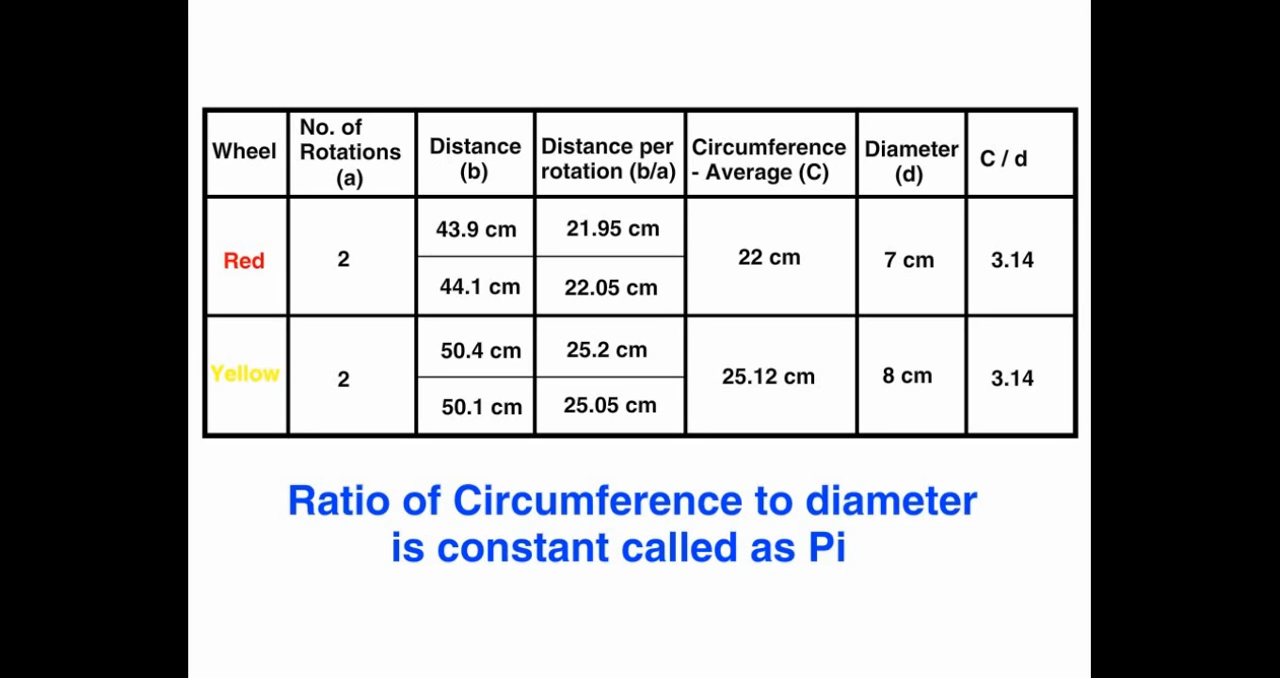 Wheel
No. of
Rotations
(a)
Distance
(b)
Distance per
rotation (b/a)
Circumference
- Average (C)
Diameter
(d)
C / d
Red
2
43.9 cm
21.95 cm
44.1 cm
22.05 cm
22 cm
7 cm
3.14
Yellow
2
50.4 cm
25.2 cm
50.1 cm
25.05 cm
25.12 cm
8 cm
3.14
Ratio of Circumference to diameter
is constant called as Pi